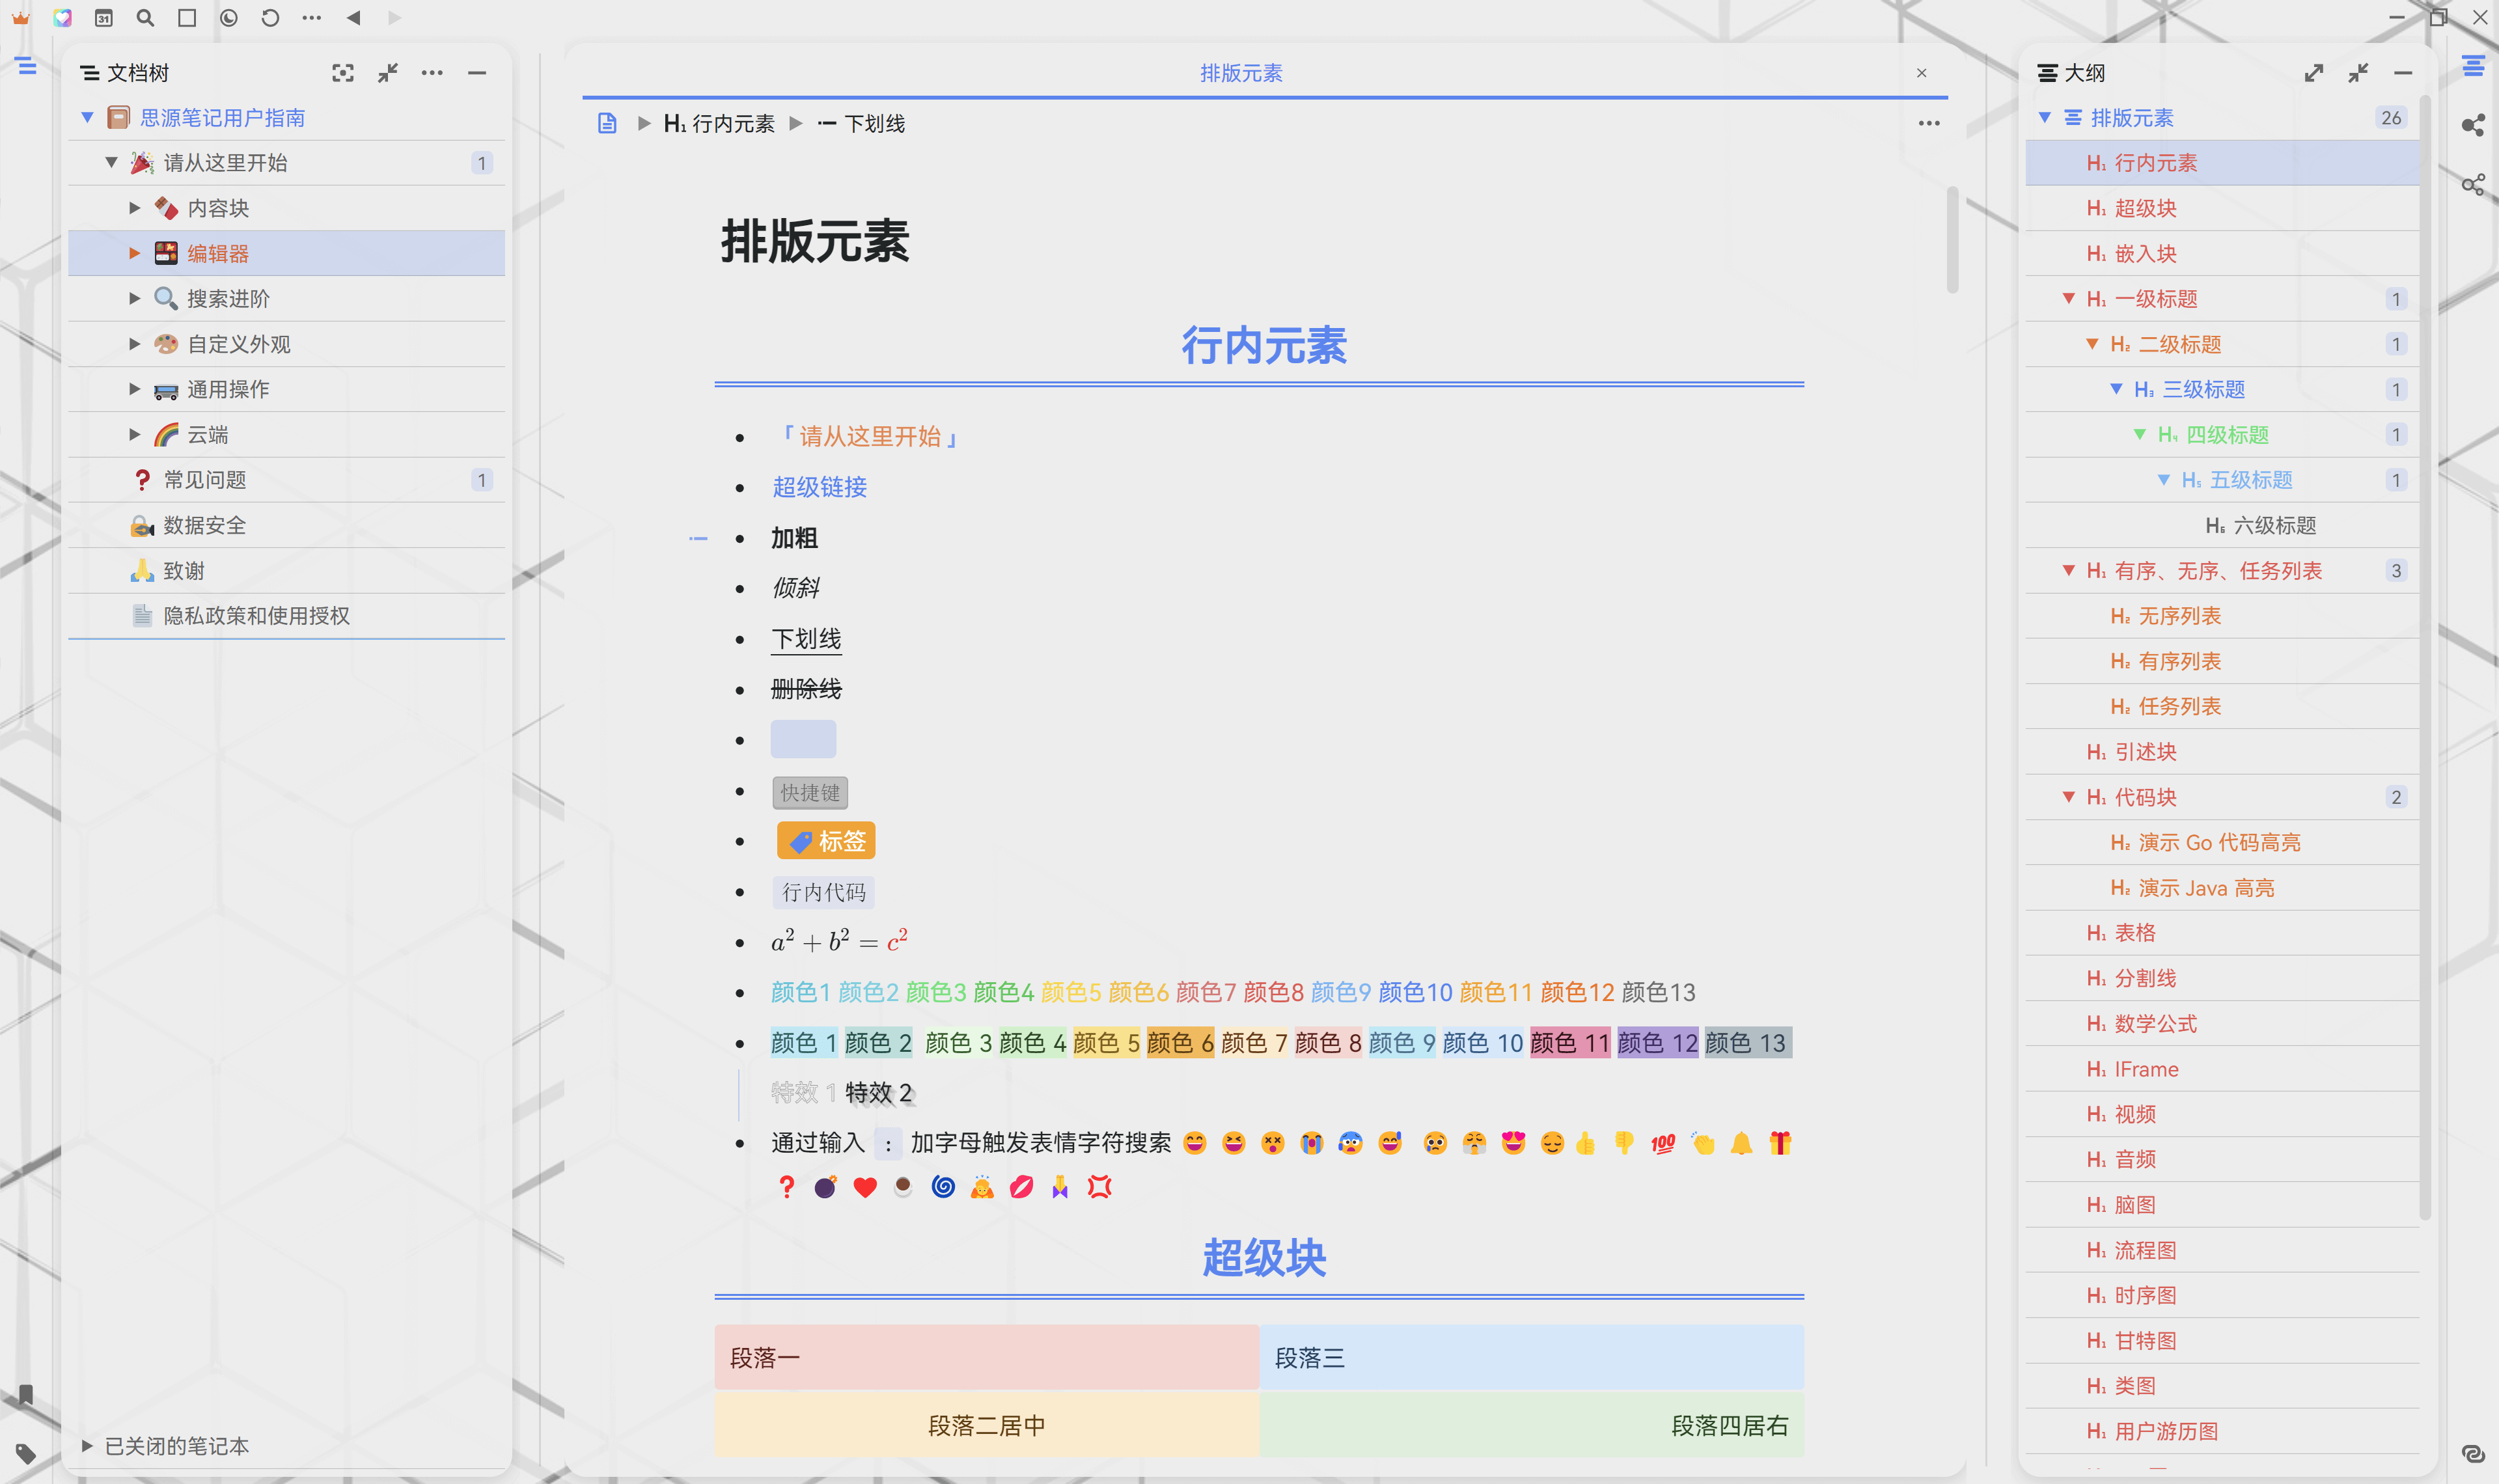 31
文档树
思源笔记用户指南
请从这里开始 1
内容块
编辑器
搜索进阶
自定义外观
通用操作
云端
常见问题 1
数据安全
致谢
隐私政策和使用授权
已关闭的笔记本
排版元素
H1 行内元素 下划线
排版元素
行内元素
「请从这里开始」
超级链接
加粗
倾斜
下划线
删除线
快捷键
标签
行内代码
a² + b² = c²
颜色1 颜色2 颜色3 颜色4 颜色5 颜色6 颜色7 颜色8 颜色9 颜色10 颜色11 颜色12 颜色13
颜色 1 颜色 2 颜色 3 颜色 4 颜色 5 颜色 6 颜色 7 颜色 8 颜色 9 颜色 10 颜色 11 颜色 12 颜色 13
特效 1 特效 2
通过输入 : 加字母触发表情字符搜索 😄 😆 😵 😭 😰 😅 😢 😤 😍 😌 👍 👎 💯 👏 🔔 🎁
❓ 💣 ❤️ ☕ 🌀 🙇 💋 🙏 💢
超级块
段落一 段落三
段落二居中 段落四居右
大纲
排版元素 26
H1 行内元素
H1 超级块
H1 嵌入块
H1 一级标题 1
H2 二级标题 1
H3 三级标题 1
H4 四级标题 1
H5 五级标题 1
H6 六级标题
H1 有序、无序、任务列表 3
H2 无序列表
H2 有序列表
H2 任务列表
H1 引述块
H1 代码块 2
H2 演示 Go 代码高亮
H2 演示 Java 高亮
H1 表格
H1 分割线
H1 数学公式
H1 IFrame
H1 视频
H1 音频
H1 脑图
H1 流程图
H1 时序图
H1 甘特图
H1 类图
H1 用户游历图